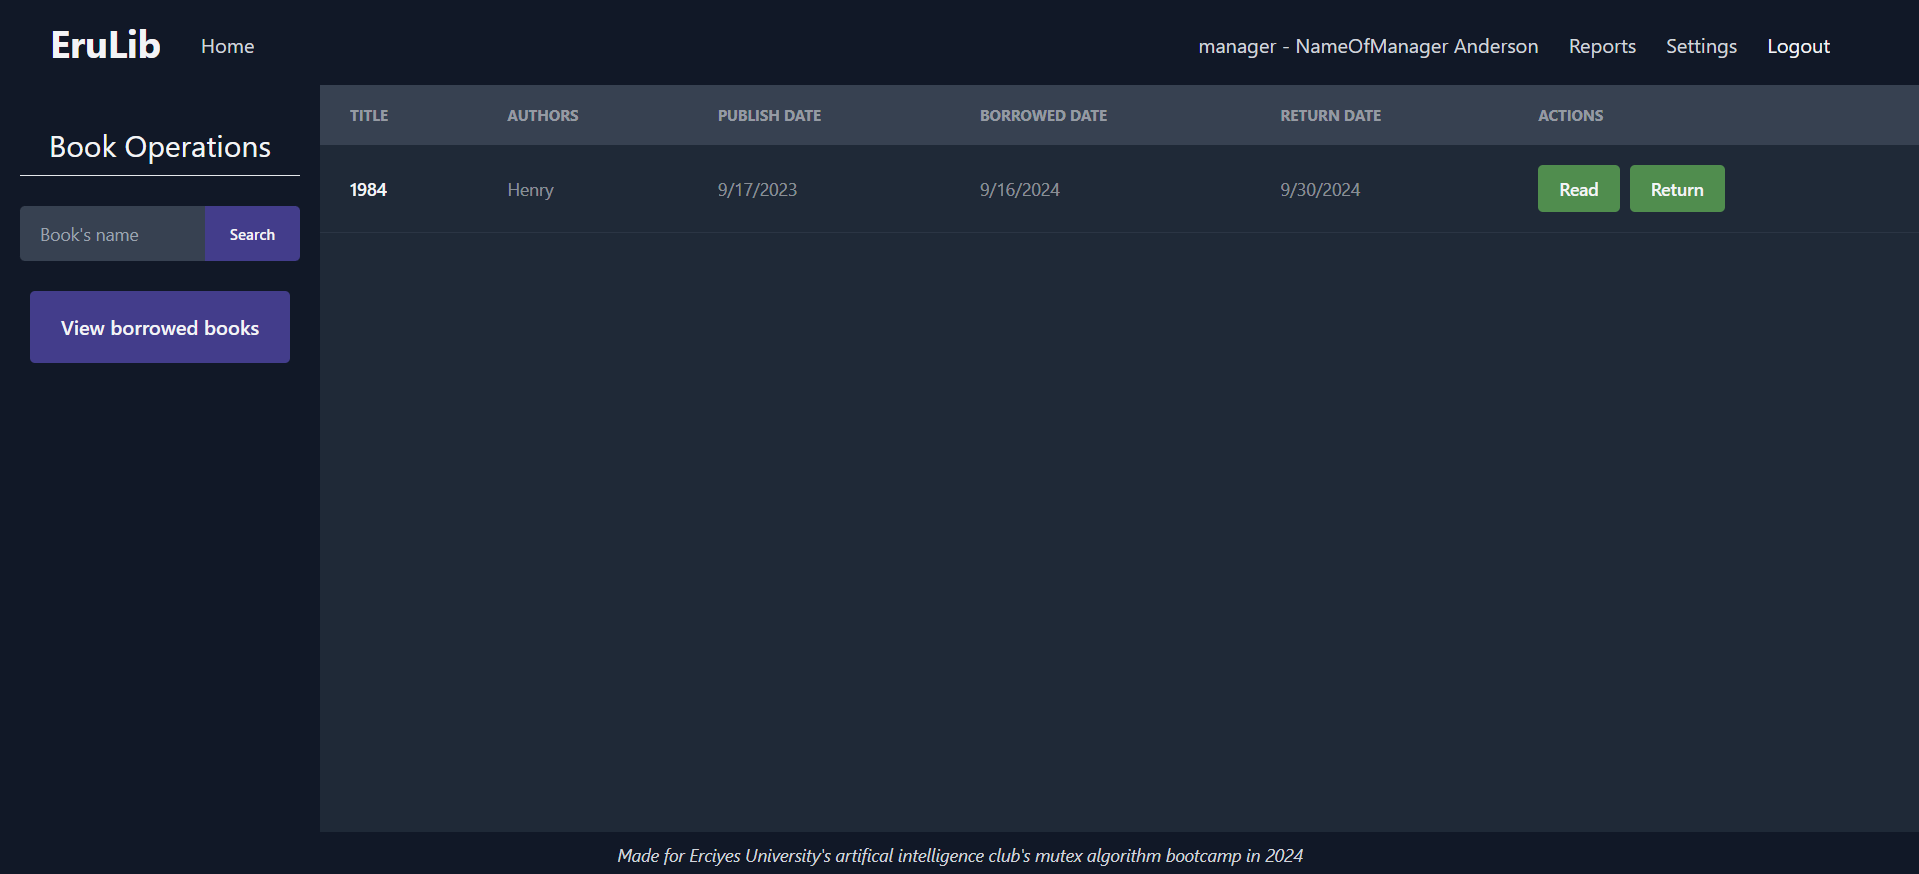 EruLib Home manager - NameOfManager Anderson Reports Settings Logout
Book Operations
Book's name Search
View borrowed books
TITLE AUTHORS PUBLISH DATE BORROWED DATE RETURN DATE ACTIONS
1984 Henry 9/17/2023 9/16/2024 9/30/2024 Read Return
Made for Erciyes University's artifical intelligence club's mutex algorithm bootcamp in 2024